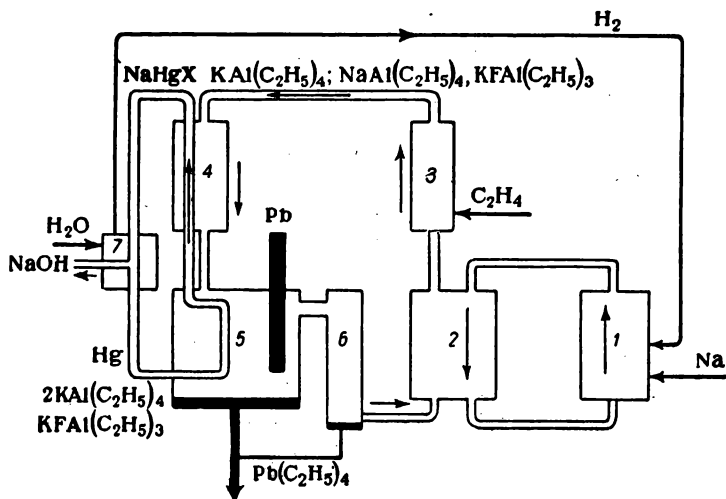 H₂
NaHgX KAl(C₂H₅)₄; NaAl(C₂H₅)₄, KFAl(C₂H₅)₃
4
3
Pb
C₂H₄
H₂O
7
NaOH
5
6
2
1
Hg
Na
2KAl(C₂H₅)₄
KFAl(C₂H₅)₃
Pb(C₂H₅)₄